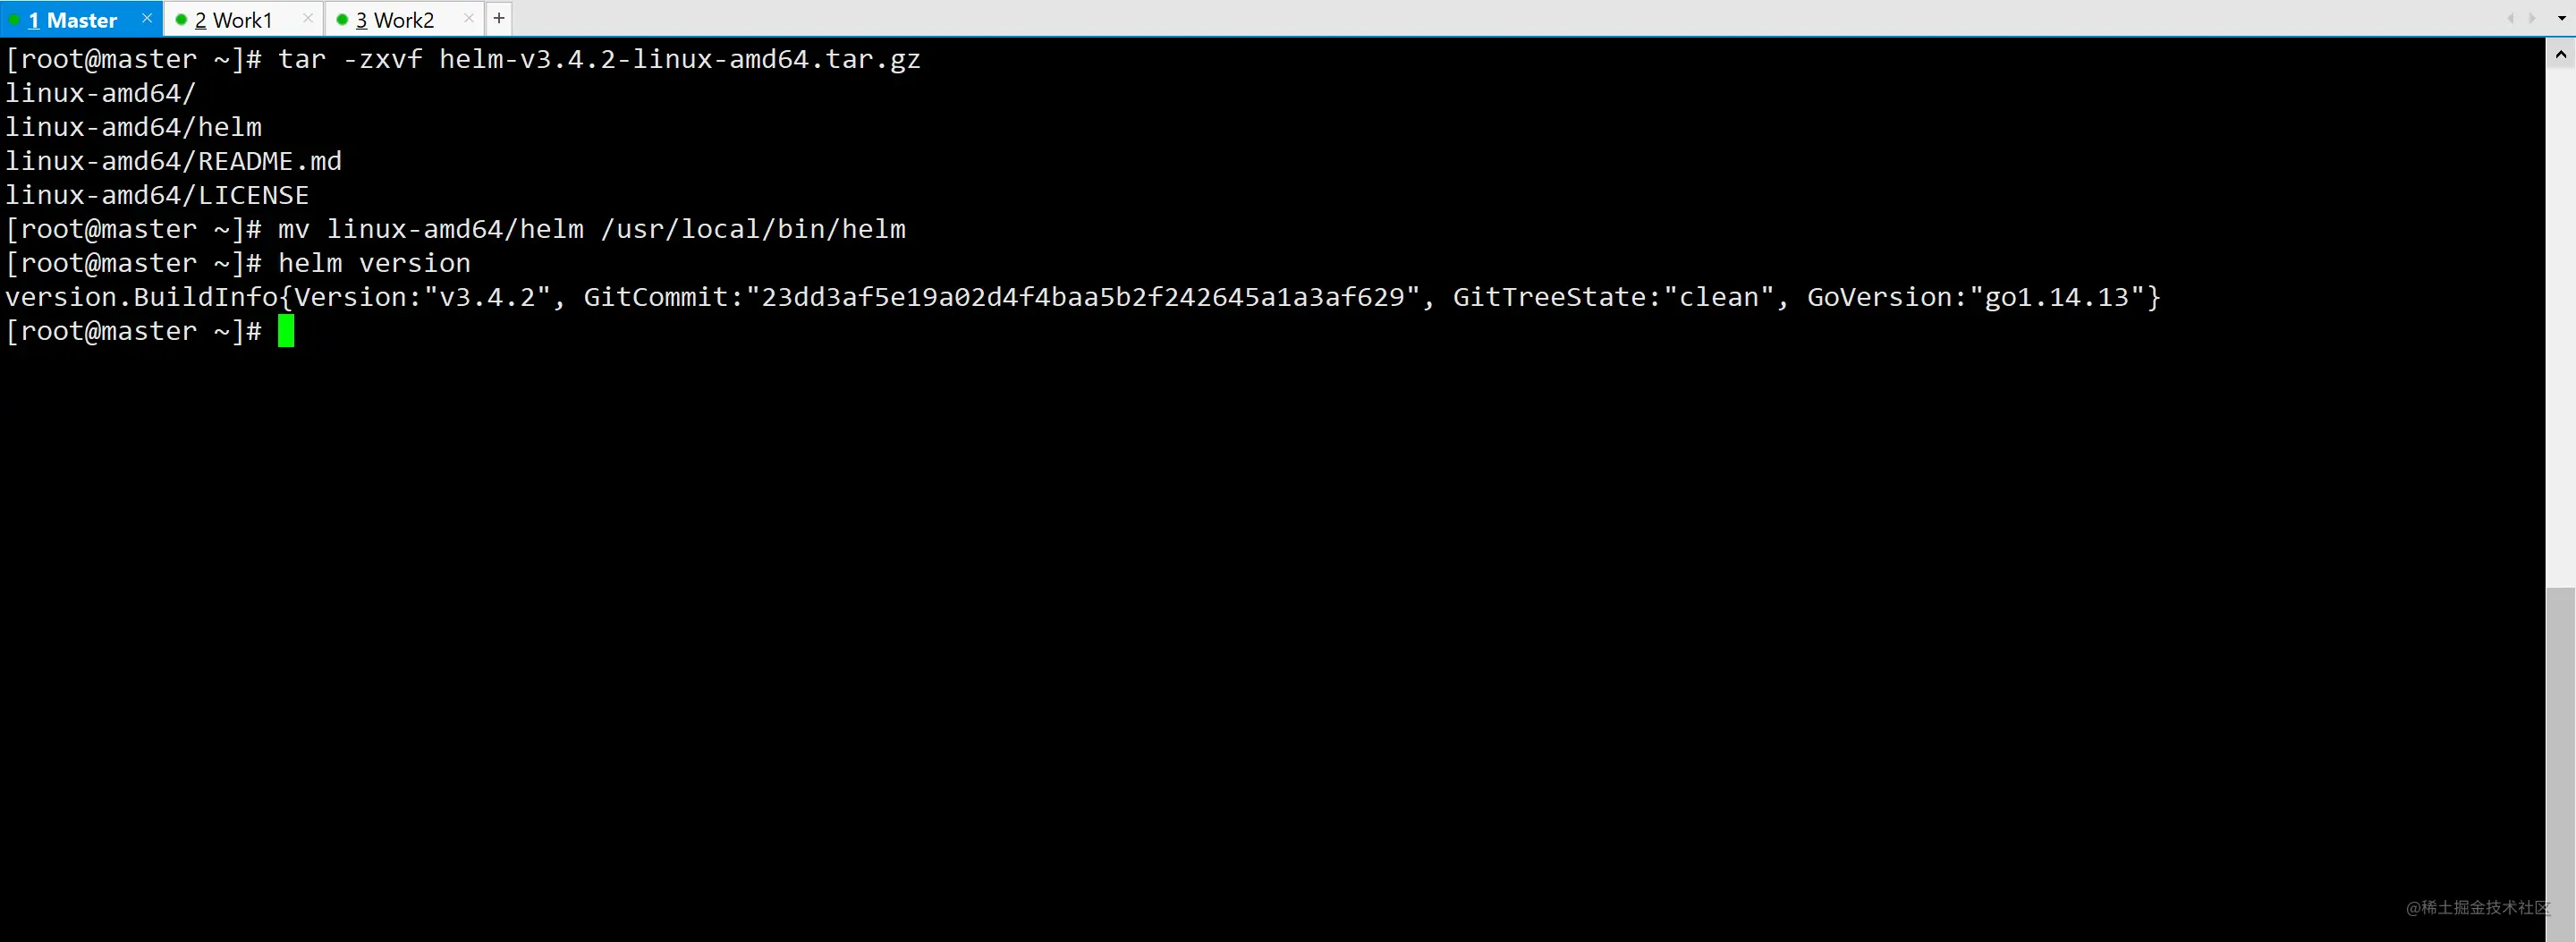 1 Master × 2 Work1 × 3 Work2 × +
[root@master ~]# tar -zxvf helm-v3.4.2-linux-amd64.tar.gz
linux-amd64/
linux-amd64/helm
linux-amd64/README.md
linux-amd64/LICENSE
[root@master ~]# mv linux-amd64/helm /usr/local/bin/helm
[root@master ~]# helm version
version.BuildInfo{Version:"v3.4.2", GitCommit:"23dd3af5e19a02d4f4baa5b2f242645a1a3af629", GitTreeState:"clean", GoVersion:"go1.14.13"}
[root@master ~]#
@稀土掘金技术社区